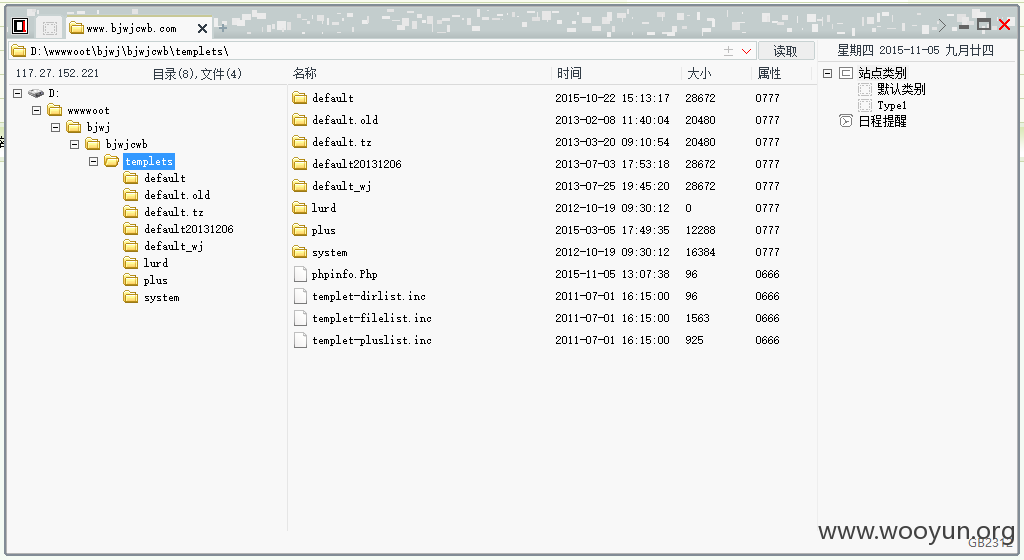 www.bjwjcwb.com
D:\wwwwoot\bjwj\bjwjcwb\templets\
读取
星期四 2015-11-05 九月廿四
117.27.152.221 目录(8),文件(4)
名称 时间 大小 属性
D:
wwwwoot
bjwj
bjwjcwb
templets
default
default.old
default.tz
default20131206
default_wj
lurd
plus
system
default 2015-10-22 15:13:17 28672 0777
default.old 2013-02-08 11:40:04 20480 0777
default.tz 2013-03-20 09:10:54 20480 0777
default20131206 2013-07-03 17:53:18 28672 0777
default_wj 2013-07-25 19:45:20 28672 0777
lurd 2012-10-19 09:30:12 0 0777
plus 2015-03-05 17:49:35 12288 0777
system 2012-10-19 09:30:12 16384 0777
phpinfo.Php 2015-11-05 13:07:38 96 0666
templet-dirlist.inc 2011-07-01 16:15:00 96 0666
templet-filelist.inc 2011-07-01 16:15:00 1563 0666
templet-pluslist.inc 2011-07-01 16:15:00 925 0666
站点类别
默认类别
Type1
日程提醒
www.wooyun.org
GB2312